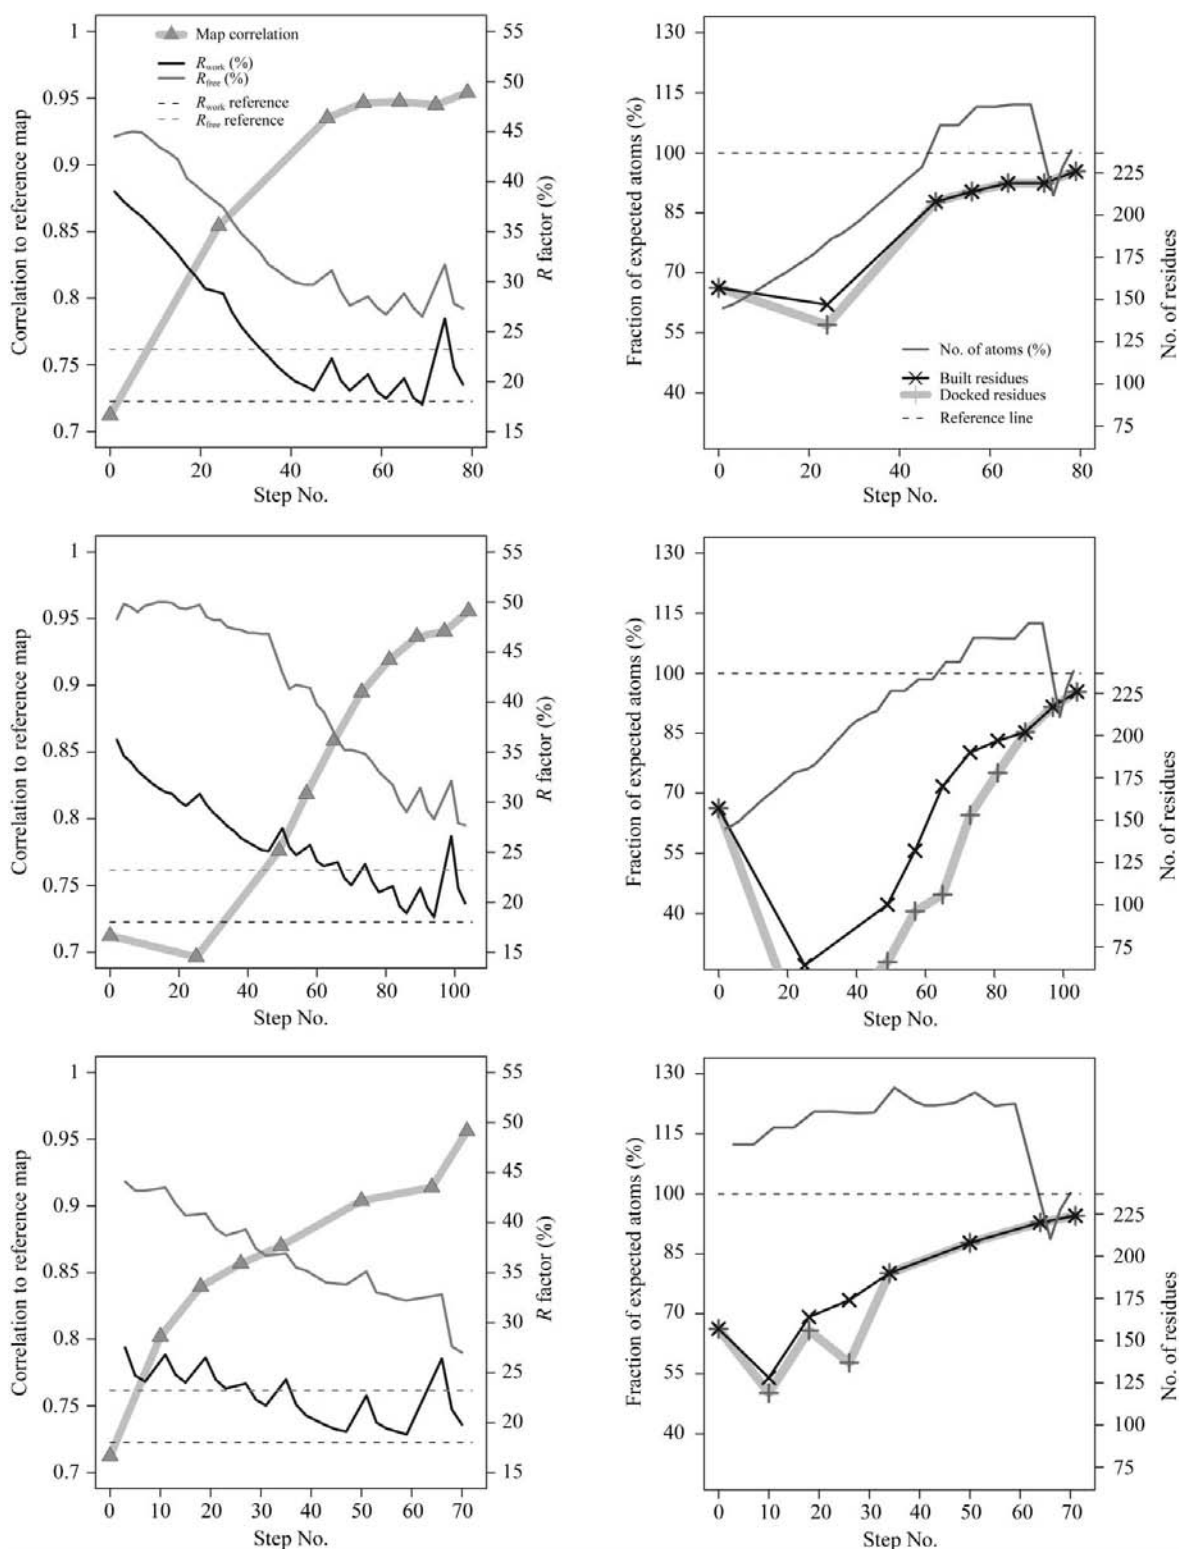 1
0.95
0.9
0.85
0.8
0.75
0.7
Correlation to reference map
Map correlation
Rwork (%)
Rfree (%)
Rwork reference
Rfree reference
55
50
45
40
35
30
25
20
15
R factor (%)
0 20 40 60 80
Step No.
130
115
100
85
70
55
40
Fraction of expected atoms (%)
No. of atoms (%)
Built residues
Docked residues
Reference line
225
200
175
150
125
100
75
No. of residues
0 20 40 60 80
Step No.
1
0.95
0.9
0.85
0.8
0.75
0.7
Correlation to reference map
55
50
45
40
35
30
25
20
15
R factor (%)
0 20 40 60 80 100
Step No.
130
115
100
85
70
55
40
Fraction of expected atoms (%)
225
200
175
150
125
100
75
No. of residues
0 20 40 60 80 100
Step No.
1
0.95
0.9
0.85
0.8
0.75
0.7
Correlation to reference map
55
50
45
40
35
30
25
20
15
R factor (%)
0 10 20 30 40 50 60 70
Step No.
130
115
100
85
70
55
40
Fraction of expected atoms (%)
225
200
175
150
125
100
75
No. of residues
0 10 20 30 40 50 60 70
Step No.